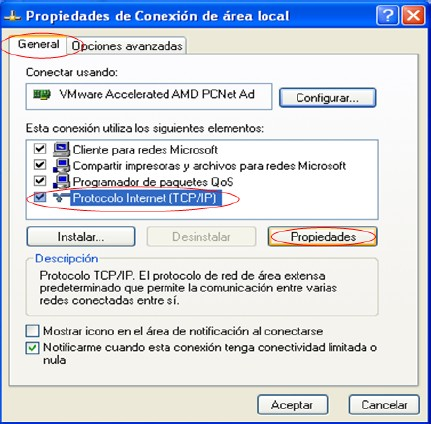 Propiedades de Conexión de área local
General
Opciones avanzadas
Conectar usando:
VMware Accelerated AMD PCNet Ad
Configurar...
Esta conexión utiliza los siguientes elementos:
Cliente para redes Microsoft
Compartir impresoras y archivos para redes Microsoft
Programador de paquetes QoS
Protocolo Internet (TCP/IP)
Instalar...
Desinstalar
Propiedades
Descripción
Protocolo TCP/IP. El protocolo de red de área extensa
predeterminado que permite la comunicación entre varias
redes conectadas entre sí.
Mostrar icono en el área de notificación al conectarse
Notificarme cuando esta conexión tenga conectividad limitada o
nula
Aceptar
Cancelar